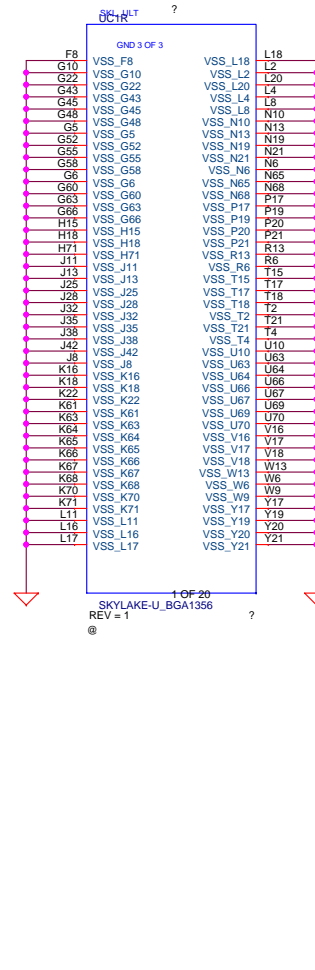 SKL_ULT
?
UC1R
GND 3 OF 3
F8 VSS_F8 VSS_L18 L18
G10 VSS_G10 VSS_L2 L2
G22 VSS_G22 VSS_L20 L20
G43 VSS_G43 VSS_L4 L4
G45 VSS_G45 VSS_L8 L8
G48 VSS_G48 VSS_N10 N10
G5 VSS_G5 VSS_N13 N13
G52 VSS_G52 VSS_N19 N19
G55 VSS_G55 VSS_N21 N21
G58 VSS_G58 VSS_N6 N6
G6 VSS_G6 VSS_N65 N65
G60 VSS_G60 VSS_N68 N68
G63 VSS_G63 VSS_P17 P17
G66 VSS_G66 VSS_P19 P19
H15 VSS_H15 VSS_P20 P20
H18 VSS_H18 VSS_P21 P21
H71 VSS_H71 VSS_R13 R13
J11 VSS_J11 VSS_R6 R6
J13 VSS_J13 VSS_T15 T15
J25 VSS_J25 VSS_T17 T17
J28 VSS_J28 VSS_T18 T18
J32 VSS_J32 VSS_T2 T2
J35 VSS_J35 VSS_T21 T21
J38 VSS_J38 VSS_T4 T4
J42 VSS_J42 VSS_U10 U10
J8 VSS_J8 VSS_U63 U63
K16 VSS_K16 VSS_U64 U64
K18 VSS_K18 VSS_U66 U66
K22 VSS_K22 VSS_U67 U67
K61 VSS_K61 VSS_U69 U69
K63 VSS_K63 VSS_U70 U70
K64 VSS_K64 VSS_V16 V16
K65 VSS_K65 VSS_V17 V17
K66 VSS_K66 VSS_V18 V18
K67 VSS_K67 VSS_W13 W13
K68 VSS_K68 VSS_W6 W6
K70 VSS_K70 VSS_W9 W9
K71 VSS_K71 VSS_Y17 Y17
L11 VSS_L11 VSS_Y19 Y19
L16 VSS_L16 VSS_Y20 Y20
L17 VSS_L17 VSS_Y21 Y21
1 OF 20
SKYLAKE-U_BGA1356
REV = 1 ?
@